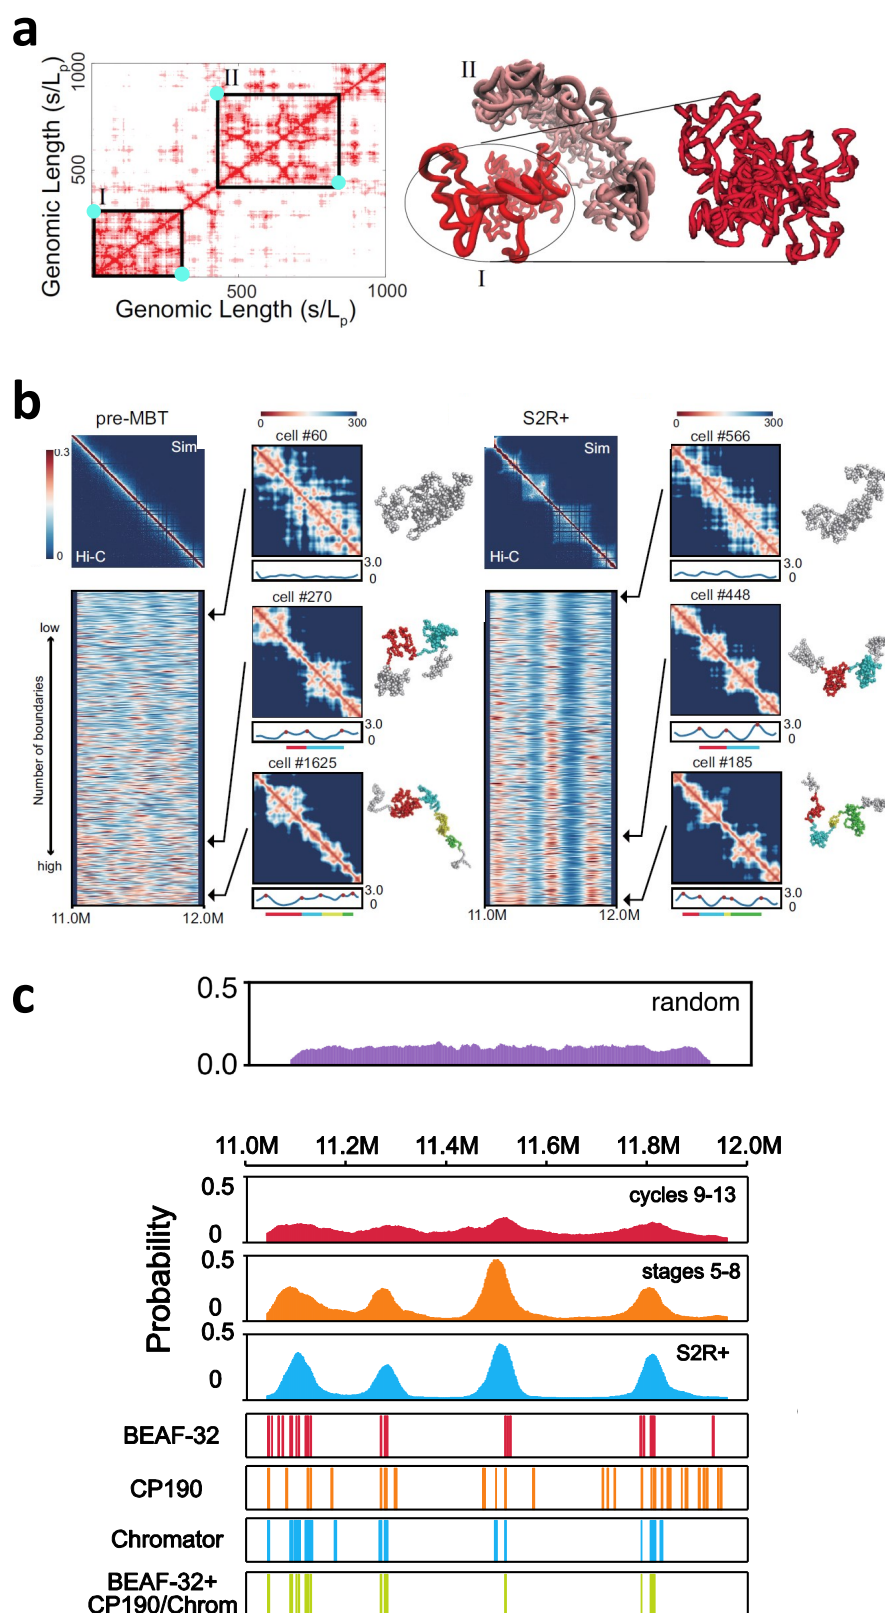 a
Genomic Length (s/Lp)
1000
500
I
II
500
1000
Genomic Length (s/Lp)
II
I
b
pre-MBT
Sim
Hi-C
0.3
0
0
300
cell #60
3.0
0
cell #270
3.0
0
cell #1625
3.0
0
low
Number of boundaries
high
11.0M
12.0M
S2R+
Sim
Hi-C
0
300
cell #566
3.0
0
cell #448
3.0
0
cell #185
3.0
0
11.0M
12.0M
c
0.5
0.0
random
11.0M 11.2M 11.4M 11.6M 11.8M 12.0M
Probability
0.5
0
cycles 9-13
0.5
0
stages 5-8
0.5
0
S2R+
BEAF-32
CP190
Chromator
BEAF-32+
CP190/Chrom